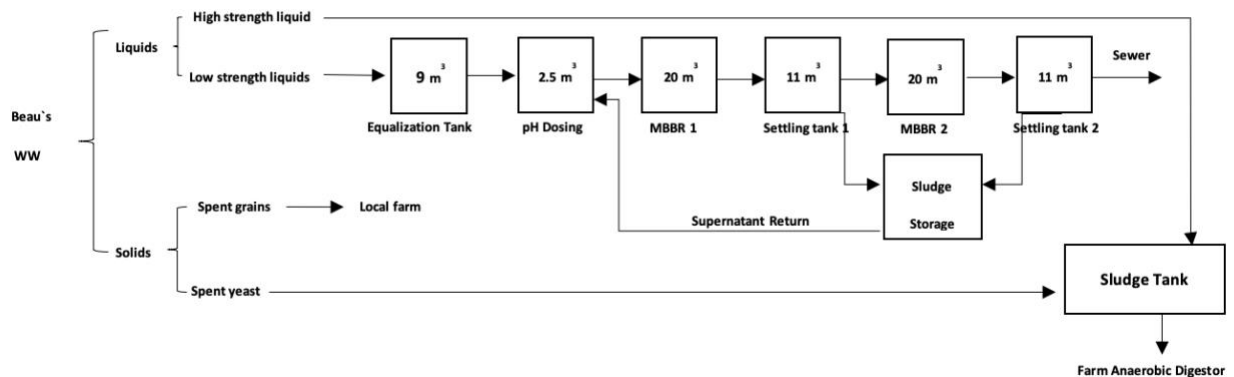 High strength liquid
Liquids
Low strength liquids
9 m³
2.5 m³
20 m³
11 m³
20 m³
11 m³
Sewer
Equalization Tank
pH Dosing
MBBR 1
Settling tank 1
MBBR 2
Settling tank 2
Beau`s
WW
Sludge
Storage
Spent grains
Local farm
Supernatant Return
Solids
Spent yeast
Sludge Tank
Farm Anaerobic Digestor